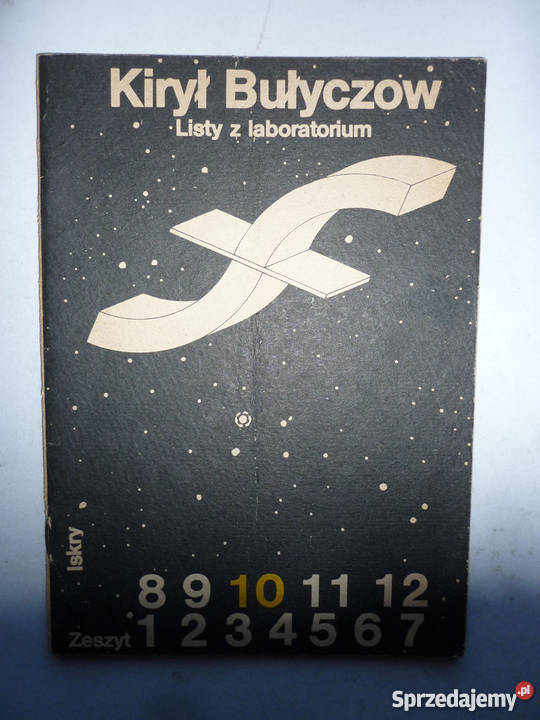 Kirył Bułyczow
Listy z laboratorium
Iskry
8 9 10 11 12
Zeszyt 1 2 3 4 5 6 7
Sprzedajemy.pl